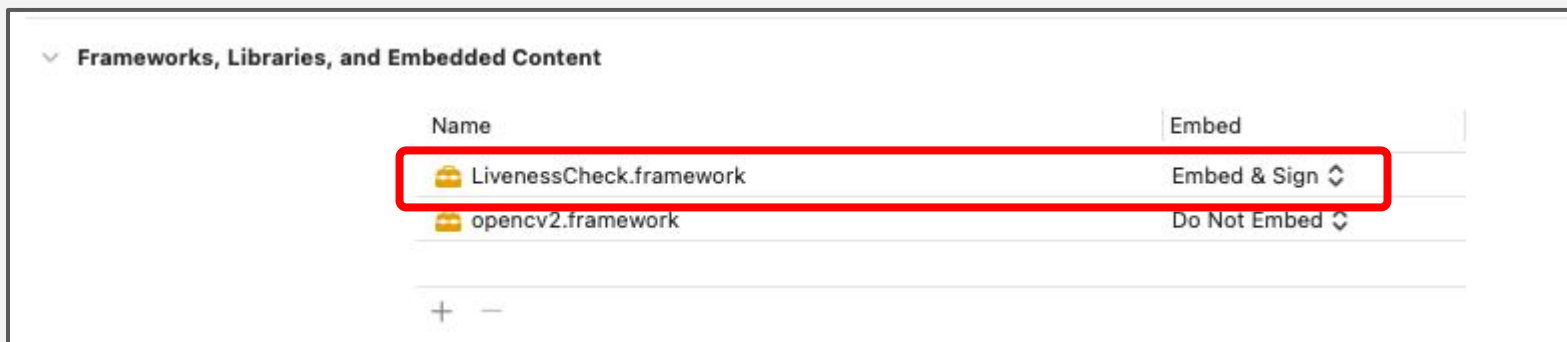 Frameworks, Libraries, and Embedded Content
Name Embed
LivenessCheck.framework Embed & Sign
opencv2.framework Do Not Embed
+ −